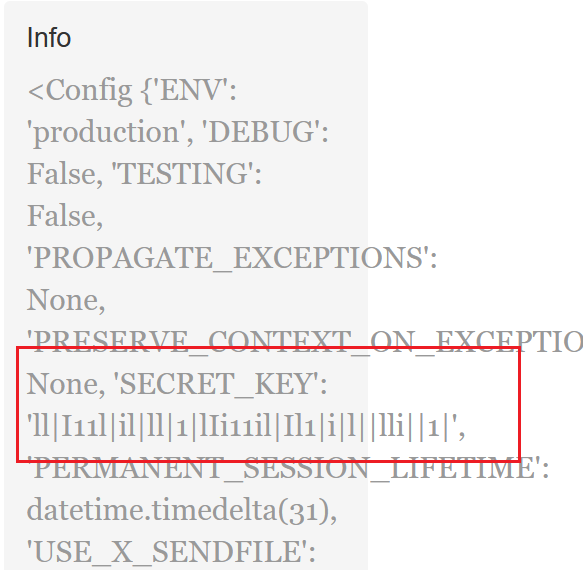 Info
<Config {'ENV':
'production', 'DEBUG':
False, 'TESTING':
False,
'PROPAGATE_EXCEPTIONS':
None,
'PRESERVE_CONTEXT_ON_EXCEPTIO
None, 'SECRET_KEY':
'll|I11l|il|ll|1|lIi11il|Il1|i|l||lli||1|',
'PERMANENT_SESSION_LIFETIME':
datetime.timedelta(31),
'USE_X_SENDFILE':